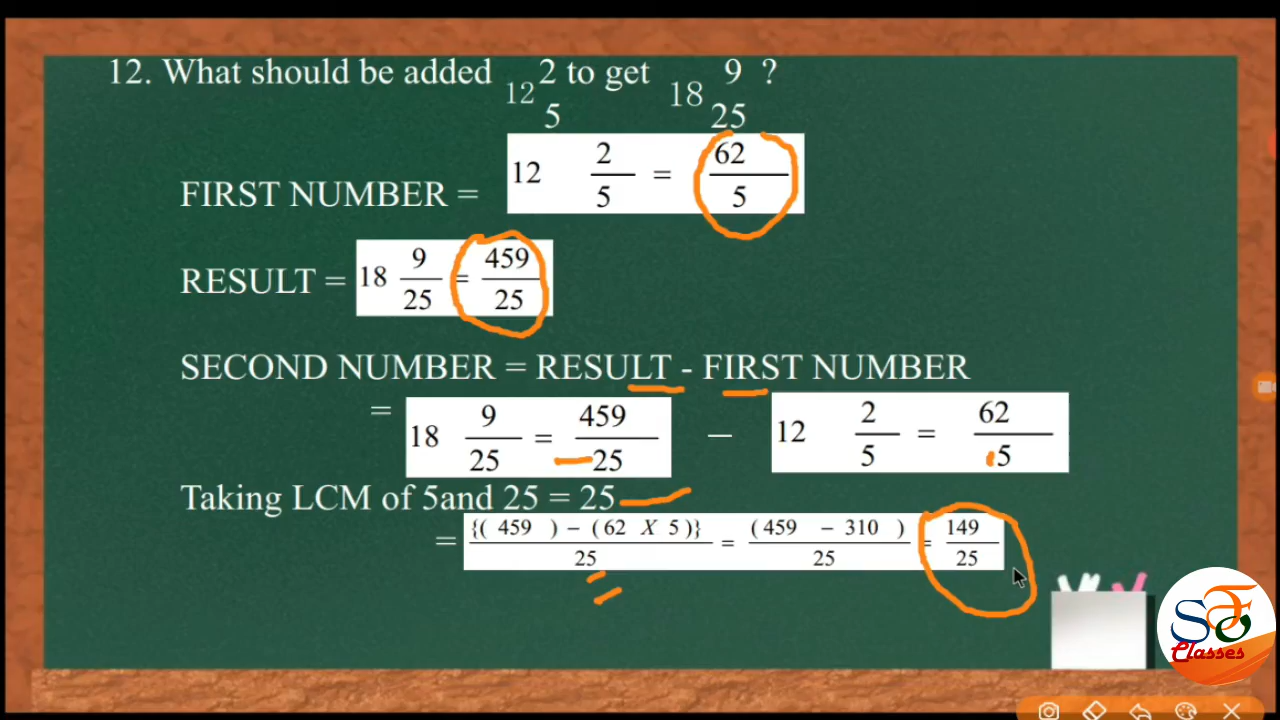 12. What should be added 12 2/5 to get 18 9/25 ?
FIRST NUMBER = 12 2/5 = 62/5
RESULT = 18 9/25 = 459/25
SECOND NUMBER = RESULT - FIRST NUMBER
= 18 9/25 = 459/25 – 12 2/5 = 62/5
Taking LCM of 5and 25 = 25
= {( 459 ) – ( 62 X 5 )}/25 = ( 459 – 310 )/25 = 149/25
SFC
Classes